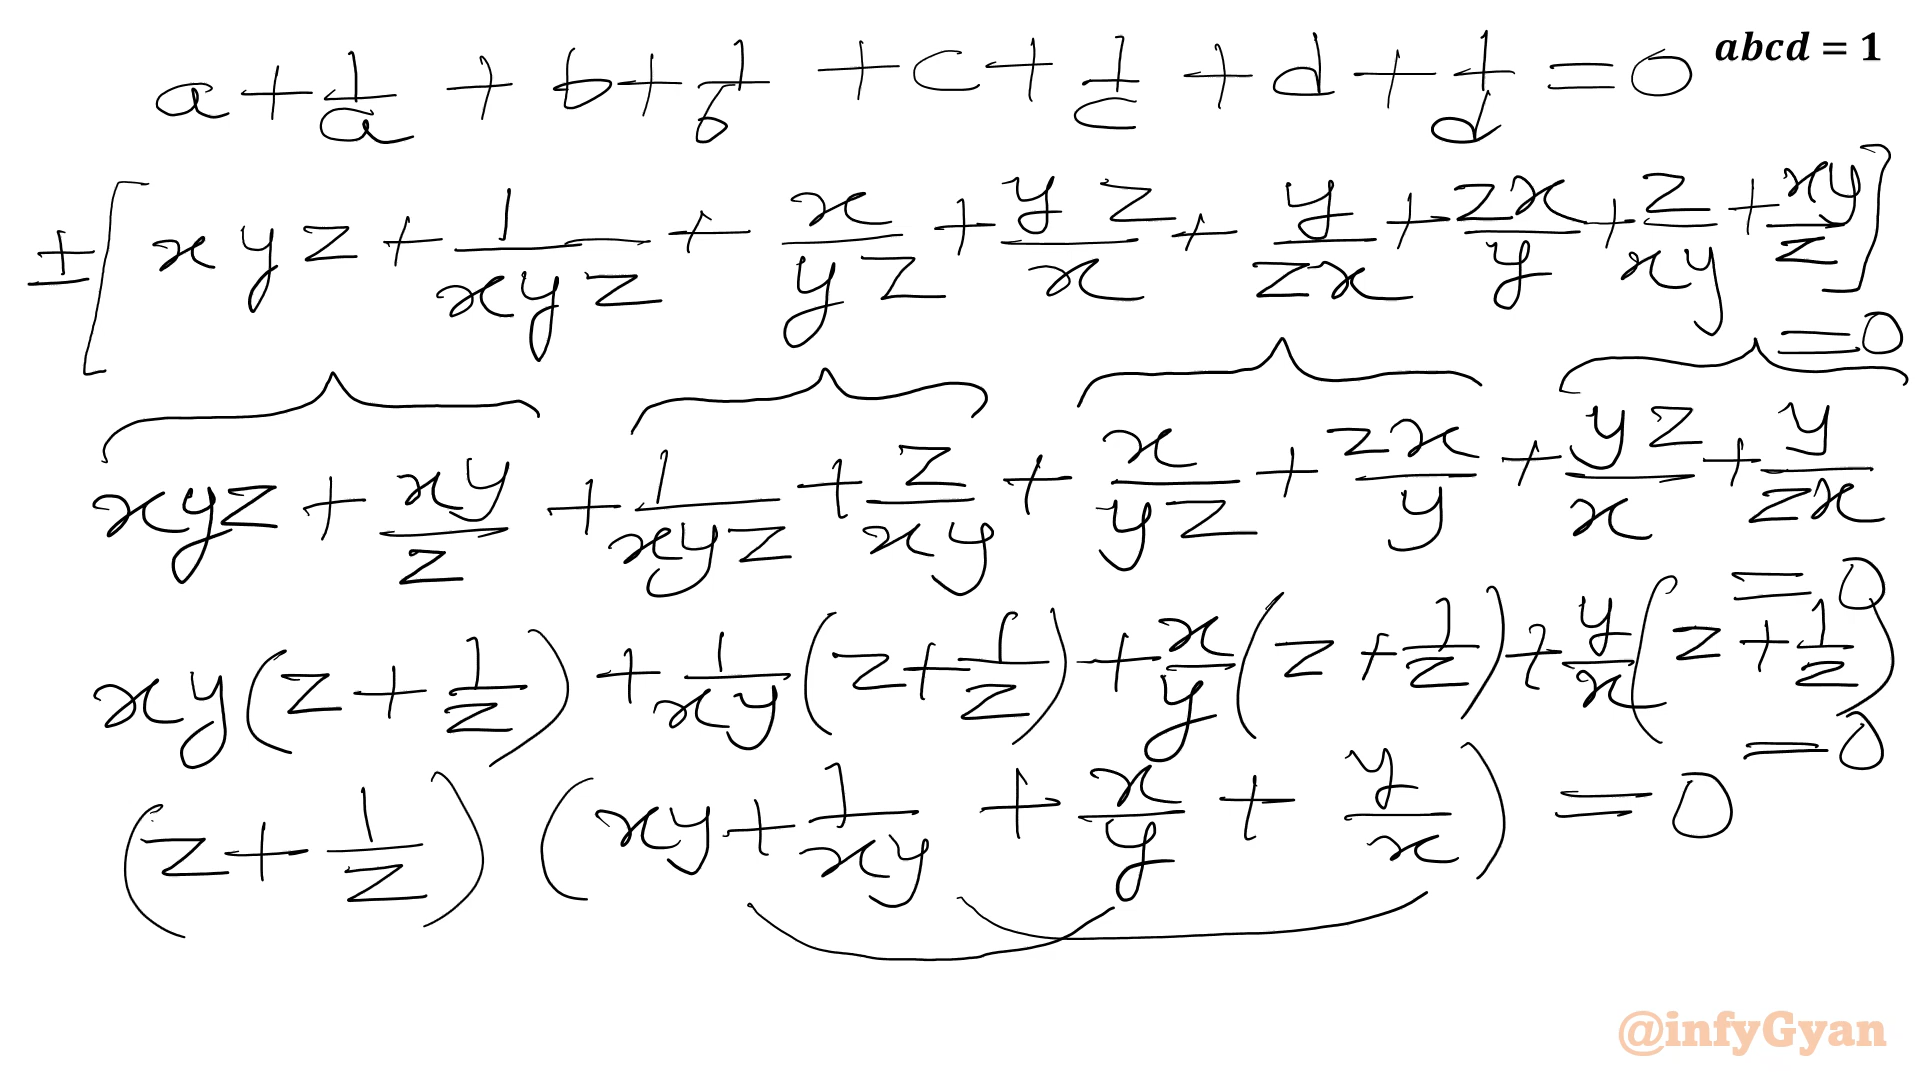 a + 1/a + b + 1/b + c + 1/c + d + 1/d = 0 abcd = 1
± [ xyz + 1/xyz + x/yz + yz/x + y/zx + zx/y + z/xy + xy/z ]
= 0
xyz + xy/z + 1/xyz + z/xy + x/yz + zx/y + yz/x + y/zx
= 0
xy(z + 1/z) + 1/xy (z + 1/z) + x/y (z + 1/z) + y/x (z + 1/z)
= 0
(z + 1/z) (xy + 1/xy + x/y + y/x) = 0
@infyGyan